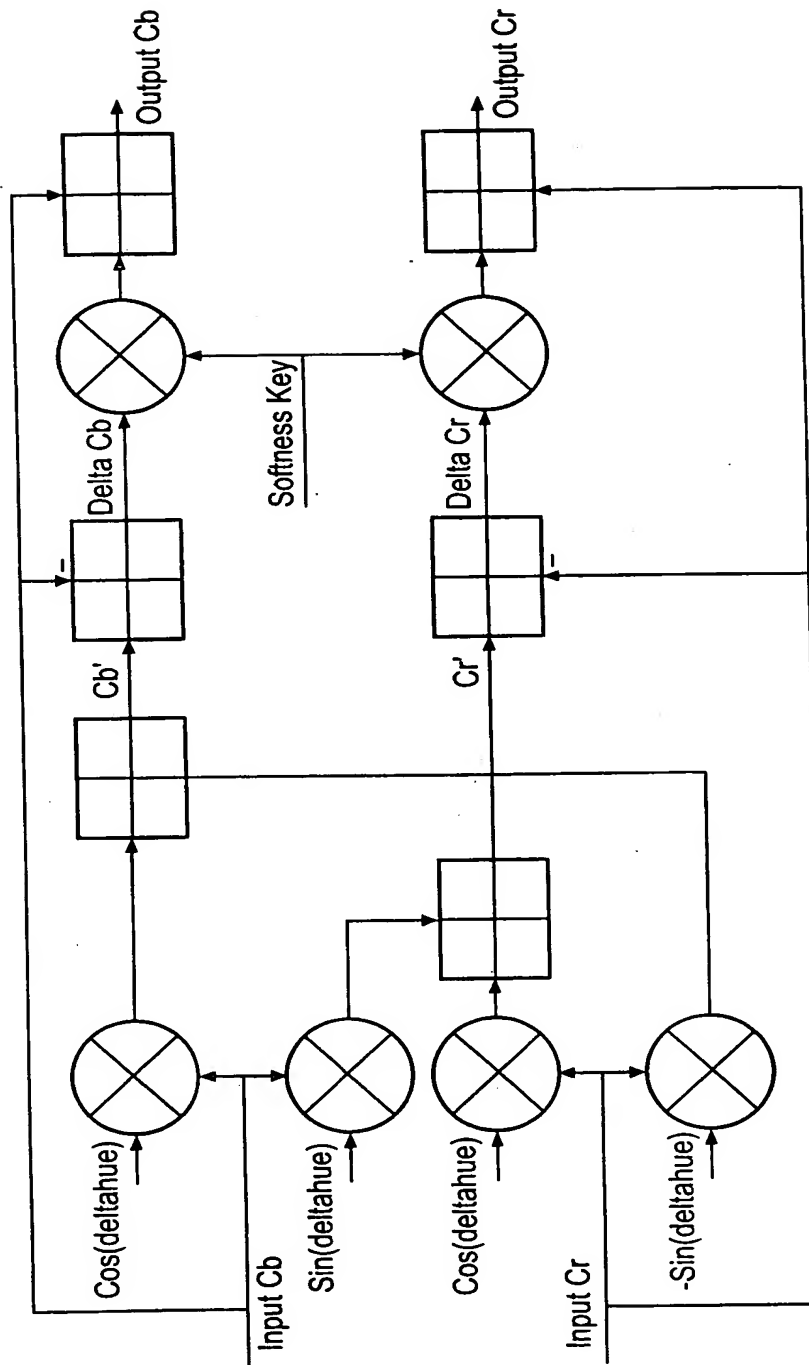 Cos(deltahue)
Input Cb
Sin(deltahue)
Cos(deltahue)
Input Cr
-Sin(deltahue)
Cb'
Cr'
-
Delta Cb
Softness Key
Delta Cr
-
Output Cb
Output Cr